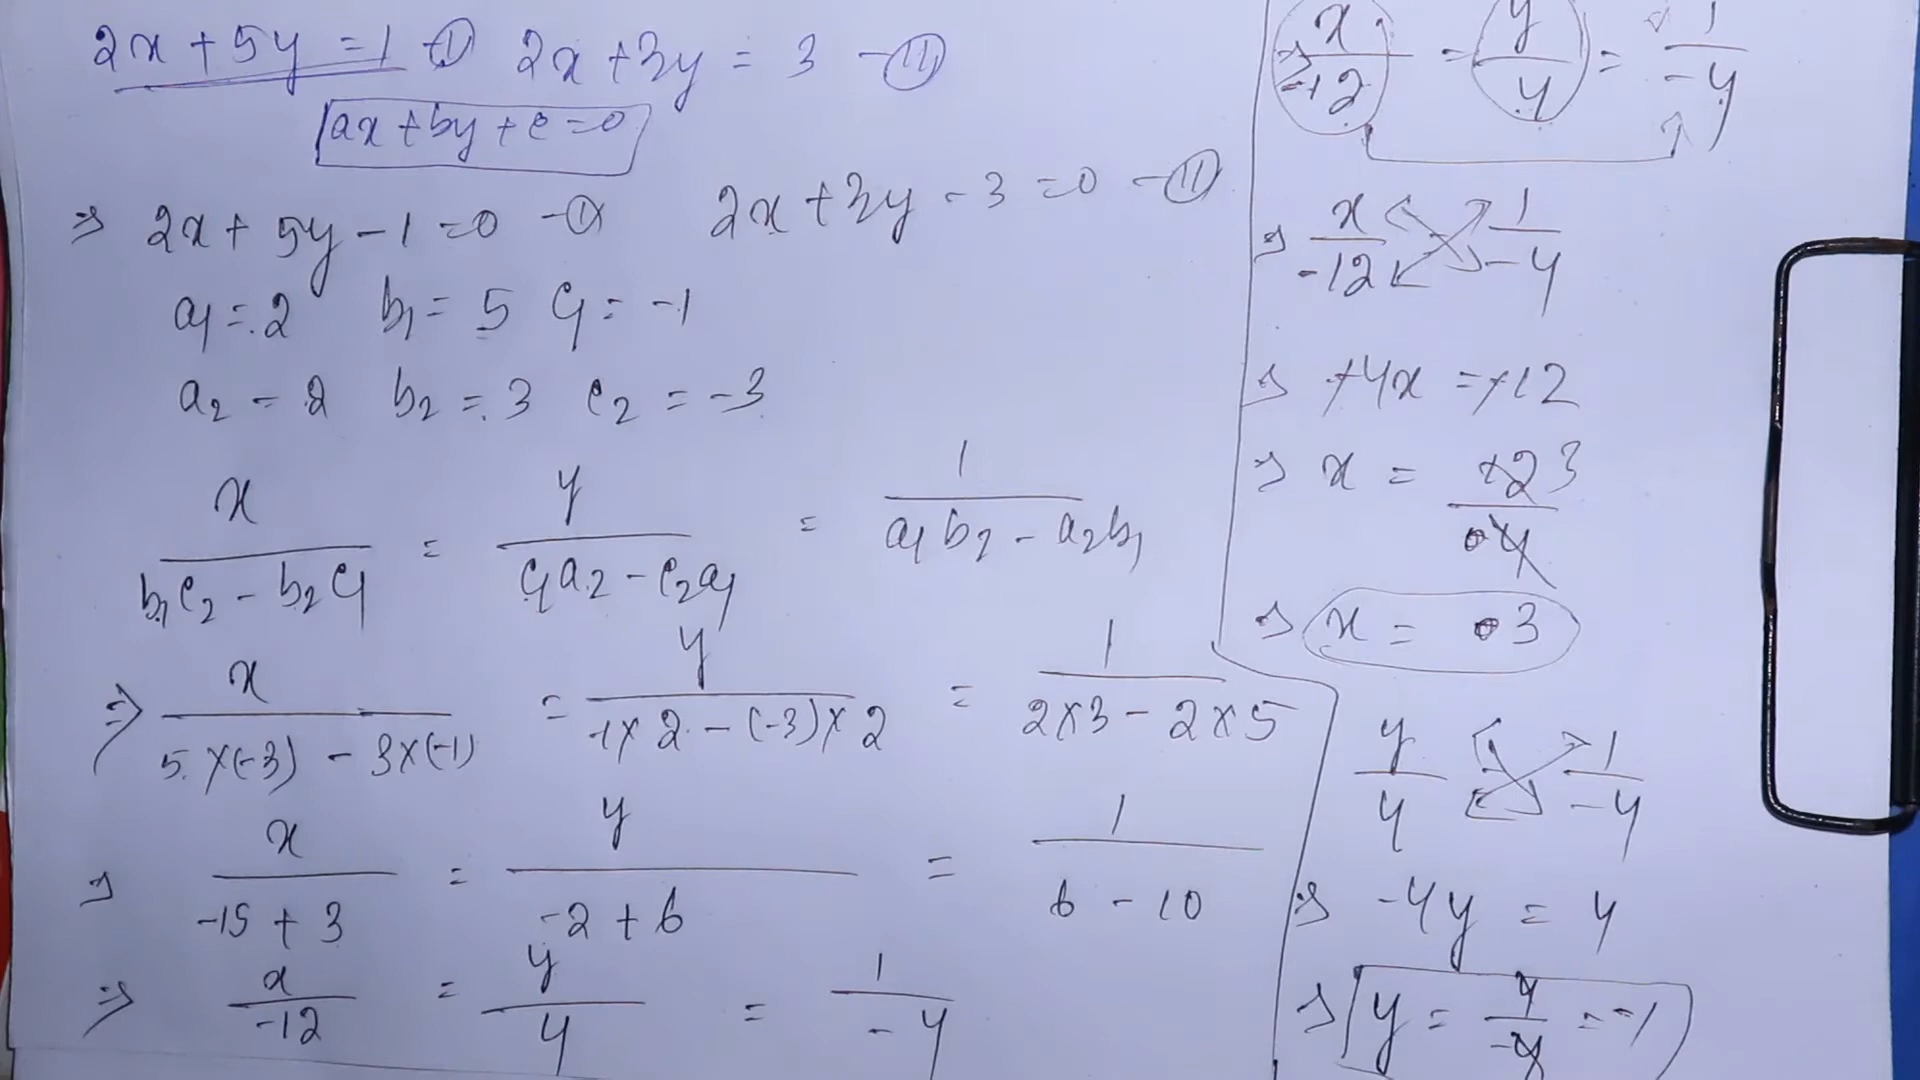 2x + 5y = 1 -(I) 2x + 3y = 3 -(II)
ax + by + c = 0
⇒ 2x + 5y - 1 = 0 -(I) 2x + 3y - 3 = 0 -(II)
a₁ = 2 b₁ = 5 c₁ = -1
a₂ = 2 b₂ = 3 c₂ = -3
x/(b₁c₂ - b₂c₁) = y/(c₁a₂ - c₂a₁) = 1/(a₁b₂ - a₂b₁)
⇒ x/(5×(-3) - 3×(-1)) = y/(-1×2 - (-3)×2) = 1/(2×3 - 2×5)
⇒ x/(-15 + 3) = y/(-2 + 6) = 1/(6 - 10)
⇒ x/-12 = y/4 = 1/-4
⇒ x/-12 = y/4 = 1/-4
⇒ x/-12 1/-4
⇒ +4x = +12
⇒ x =
⇒ x = 3
y/4 = 1/-4
⇒ -4y = 4
⇒ y = 4/-4 = -1